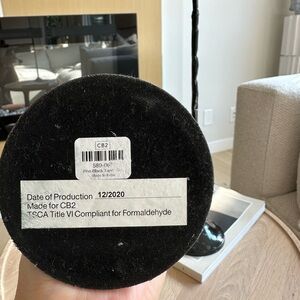 CB2
Date of Production 12/2020
Made for CB2
TSCA Title VI Compliant for Formaldehyde